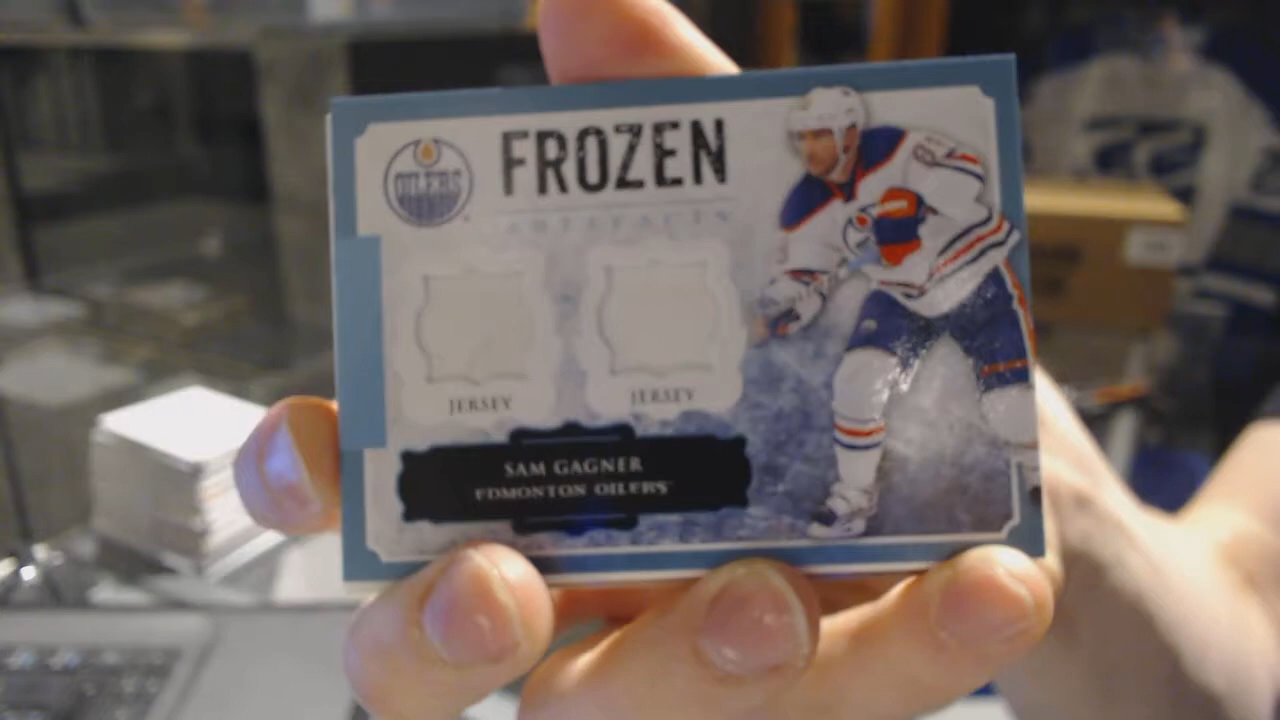 OILERS
FROZEN
ARTIFACTS
JERSEY
JERSEY
SAM GAGNER
EDMONTON OILERS